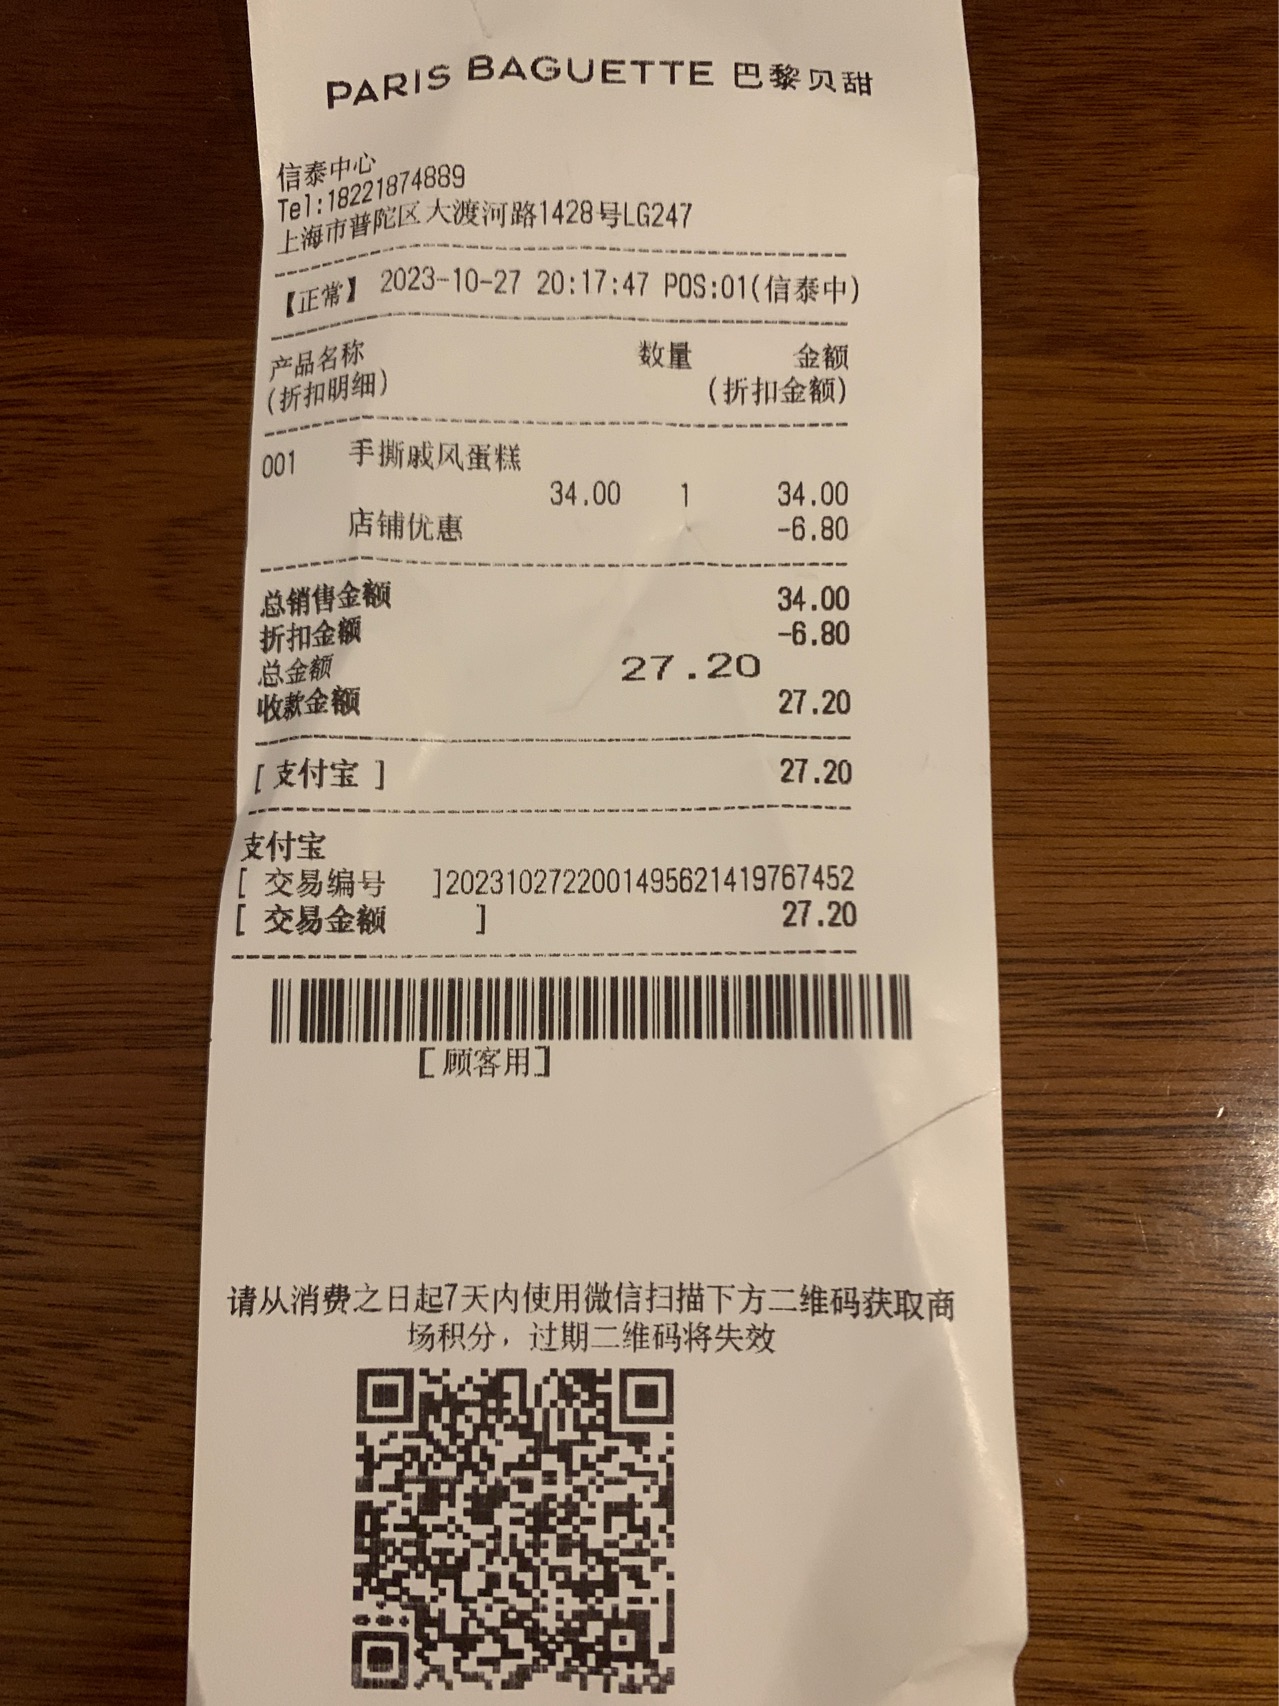 PARIS BAGUETTE 巴黎贝甜
信泰中心
Tel:18221874889
上海市普陀区大渡河路1428号LG247
【正常】 2023-10-27 20:17:47 POS:01(信泰中)
产品名称 数量 金额
(折扣明细) (折扣金额)
001 手撕戚风蛋糕
34.00 1 34.00
店铺优惠 -6.80
总销售金额 34.00
折扣金额 -6.80
总金额 27.20
收款金额 27.20
[ 支付宝 ] 27.20
支付宝
[ 交易编号 ]2023102722001495621419767452
[ 交易金额 ] 27.20
[顾客用]
请从消费之日起7天内使用微信扫描下方二维码获取商
场积分，过期二维码将失效